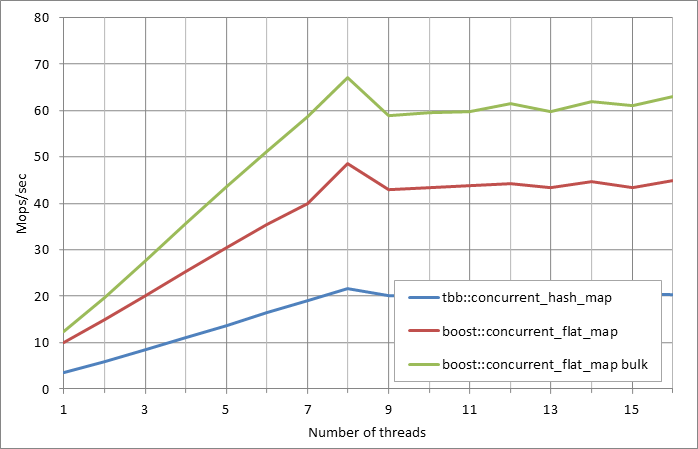 80
70
60
50
40
30
20
10
0
Mops/sec
tbb::concurrent_hash_map
boost::concurrent_flat_map
boost::concurrent_flat_map bulk
1 3 5 7 9 11 13 15
Number of threads